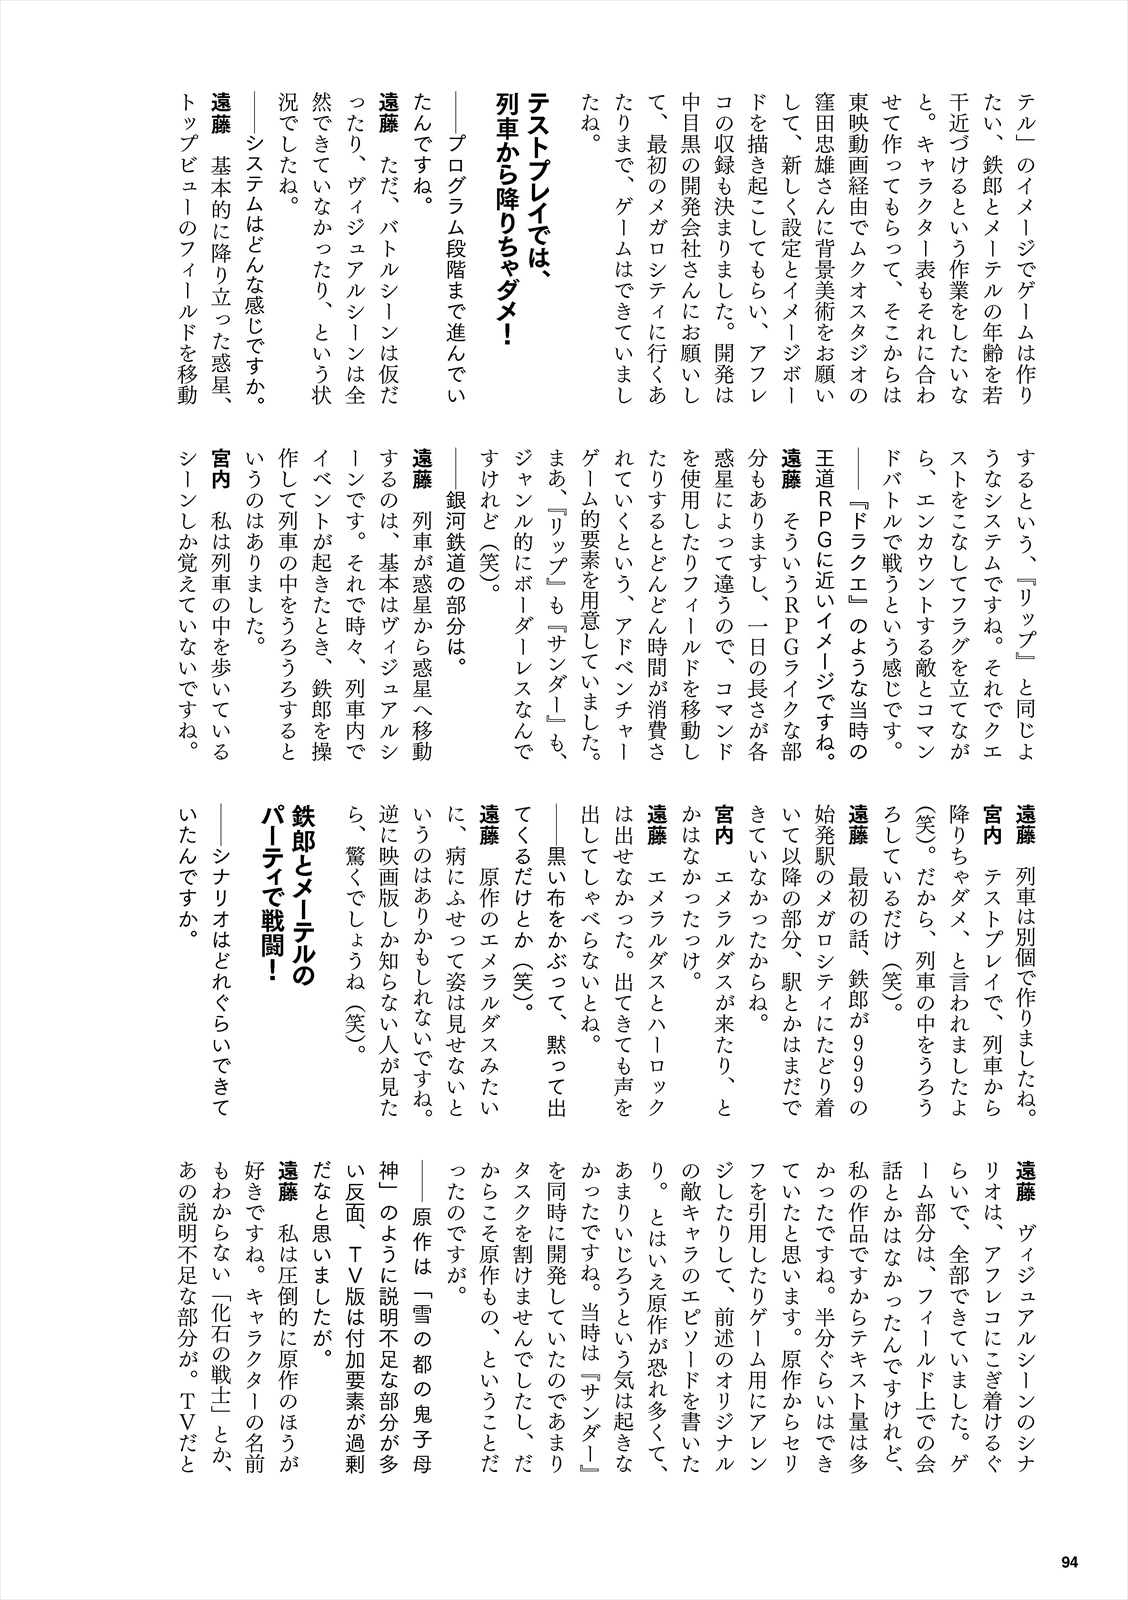 テル」のイメージでゲームは作り
たい、鉄郎とメーテルの年齢を若
干近づけるという作業をしたいな
と。キャラクター表もそれに合わ
せて作ってもらって、そこからは
東映動画経由でムクオスタジオの
窪田忠雄さんに背景美術をお願い
して、新しく設定とイメージボー
ドを描き起こしてもらい、アフレ
コの収録も決まりました。開発は
中目黒の開発会社さんにお願いし
て、最初のメガロシティに行くあ
たりまで、ゲームはできていまし
たね。
テストプレイでは、
列車から降りちゃダメ！
――プログラム段階まで進んでい
たんですね。
遠藤　ただ、バトルシーンは仮だ
ったり、ヴィジュアルシーンは全
然できていなかったり、という状
況でしたね。
――システムはどんな感じですか。
遠藤　基本的に降り立った惑星、
トップビューのフィールドを移動
するという、『リップ』と同じよ
うなシステムですね。それでクエ
ストをこなしてフラグを立てなが
ら、エンカウントする敵とコマン
ドバトルで戦うという感じです。
――『ドラクエ』のような当時の
王道ＲＰＧに近いイメージですね。
遠藤　そういうＲＰＧライクな部
分もありますし、一日の長さが各
惑星によって違うので、コマンド
を使用したりフィールドを移動し
たりするとどんどん時間が消費さ
れていくという、アドベンチャー
ゲーム的要素を用意していました。
まあ、『リップ』も『サンダー』も、
ジャンル的にボーダーレスなんで
すけれど（笑）。
――銀河鉄道の部分は。
遠藤　列車が惑星から惑星へ移動
するのは、基本はヴィジュアルシ
ーンです。それで時々、列車内で
イベントが起きたとき、鉄郎を操
作して列車の中をうろうろすると
いうのはありました。
宮内　私は列車の中を歩いている
シーンしか覚えていないですね。
遠藤　列車は別個で作りましたね。
宮内　テストプレイで、列車から
降りちゃダメ、と言われましたよ
（笑）。だから、列車の中をうろう
ろしているだけ（笑）。
遠藤　最初の話、鉄郎が９９９の
始発駅のメガロシティにたどり着
いて以降の部分、駅とかはまだで
きていなかったからね。
宮内　エメラルダスが来たり、と
かはなかったっけ。
遠藤　エメラルダスとハーロック
は出せなかった。出てきても声を
出してしゃべらないとね。
――黒い布をかぶって、黙って出
てくるだけとか（笑）。
遠藤　原作のエメラルダスみたい
に、病にふせって姿は見せないと
いうのはありかもしれないですね。
逆に映画版しか知らない人が見た
ら、驚くでしょうね（笑）。
鉄郎とメーテルの
パーティで戦闘！
――シナリオはどれぐらいできて
いたんですか。
遠藤　ヴィジュアルシーンのシナ
リオは、アフレコにこぎ着けるぐ
らいで、全部できていました。ゲ
ーム部分は、フィールド上での会
話とかはなかったんですけれど、
私の作品ですからテキスト量は多
かったですね。半分ぐらいはでき
ていたと思います。原作からセリ
フを引用したりゲーム用にアレン
ジしたりして、前述のオリジナル
の敵キャラのエピソードを書いた
り。とはいえ原作が恐れ多くて、
あまりいじろうという気は起きな
かったですね。当時は『サンダー』
を同時に開発していたのであまり
タスクを割けませんでしたし、だ
からこそ原作もの、ということだ
ったのですが。
――原作は「雪の都の鬼子母
神」のように説明不足な部分が多
い反面、ＴＶ版は付加要素が過剰
だなと思いましたが。
遠藤　私は圧倒的に原作のほうが
好きですね。キャラクターの名前
もわからない「化石の戦士」とか、
あの説明不足な部分が。ＴＶだと
94